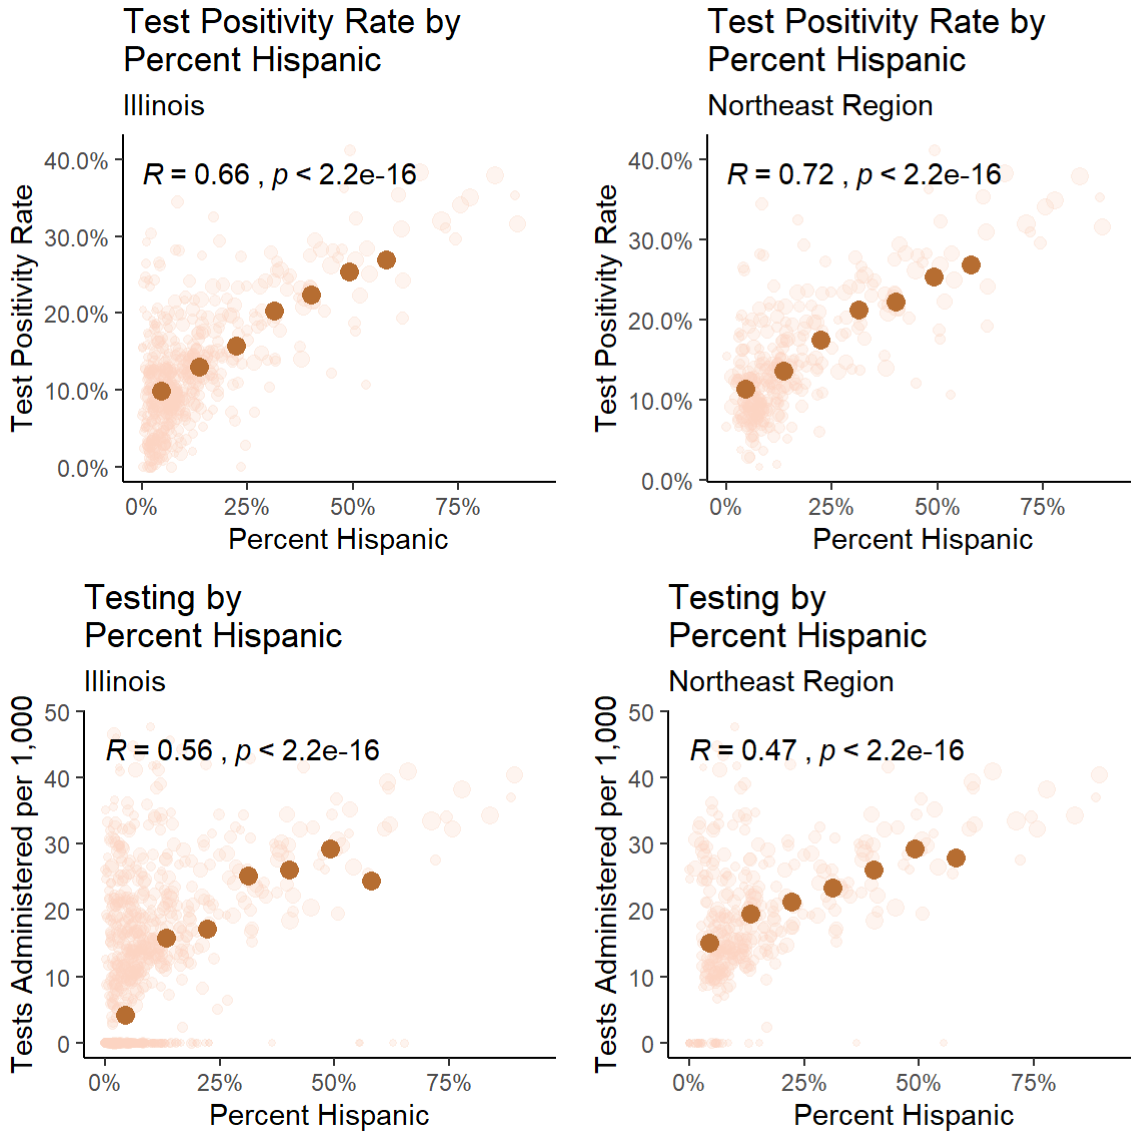 Test Positivity Rate by
Percent Hispanic
Illinois
40.0%
30.0%
20.0%
10.0%
0.0%
Test Positivity Rate
R = 0.66 , p < 2.2e-16
0%
25%
50%
75%
Percent Hispanic
Test Positivity Rate by
Percent Hispanic
Northeast Region
40.0%
30.0%
20.0%
10.0%
0.0%
Test Positivity Rate
R = 0.72 , p < 2.2e-16
0%
25%
50%
75%
Percent Hispanic
Testing by
Percent Hispanic
Illinois
50
40
30
20
10
0
Tests Administered per 1,000
R = 0.56 , p < 2.2e-16
0%
25%
50%
75%
Percent Hispanic
Testing by
Percent Hispanic
Northeast Region
50
40
30
20
10
0
Tests Administered per 1,000
R = 0.47 , p < 2.2e-16
0%
25%
50%
75%
Percent Hispanic